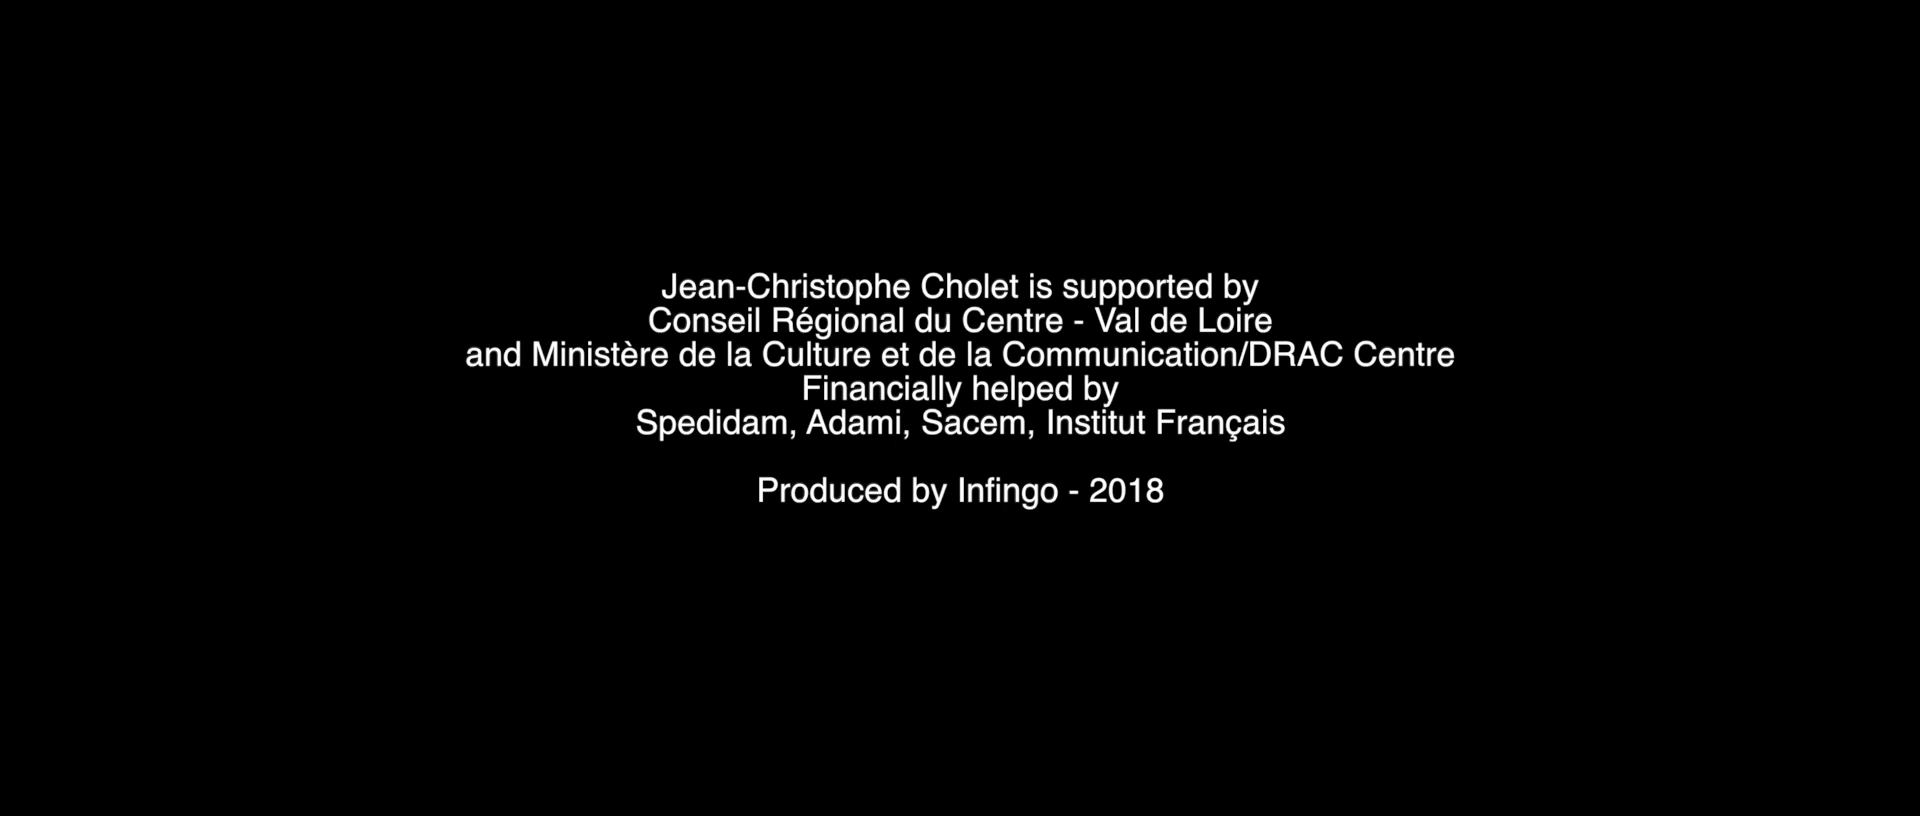 Jean-Christophe Cholet is supported by
Conseil Régional du Centre - Val de Loire
and Ministère de la Culture et de la Communication/DRAC Centre
Financially helped by
Spedidam, Adami, Sacem, Institut Français
Produced by Infingo - 2018